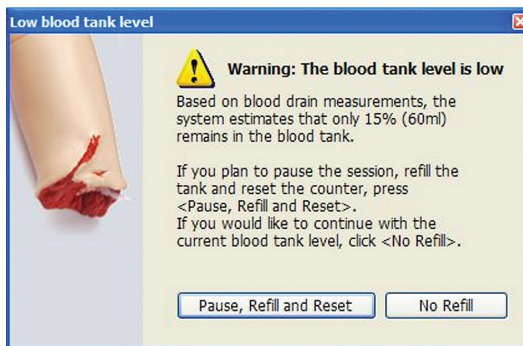 Low blood tank level
Warning: The blood tank level is low
Based on blood drain measurements, the
system estimates that only 15% (60ml)
remains in the blood tank.
If you plan to pause the session, refill the
tank and reset the counter, press
<Pause, Refill and Reset>.
If you would like to continue with the
current blood tank level, click <No Refill>.
Pause, Refill and Reset
No Refill